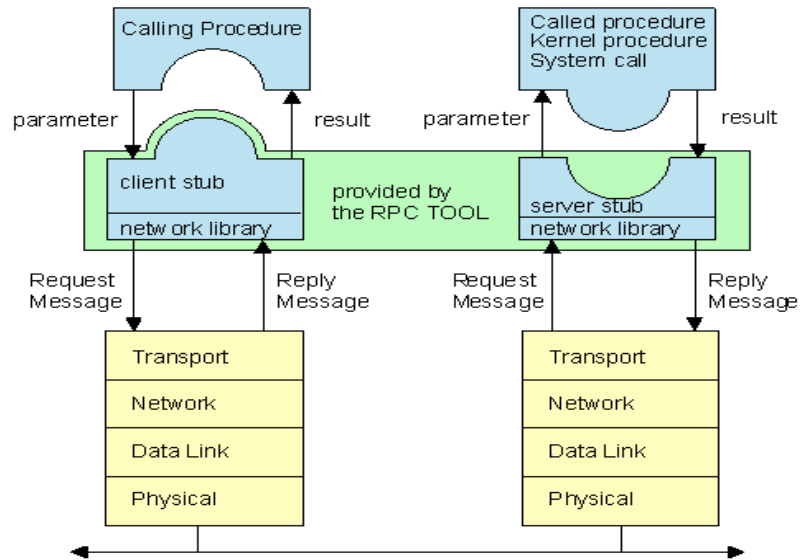 Calling Procedure
Called procedure
Kernel procedure
System call
parameter
result
parameter
result
client stub
network library
provided by
the RPC TOOL
server stub
network library
Request
Message
Reply
Message
Request
Message
Reply
Message
Transport
Network
Data Link
Physical
Transport
Network
Data Link
Physical